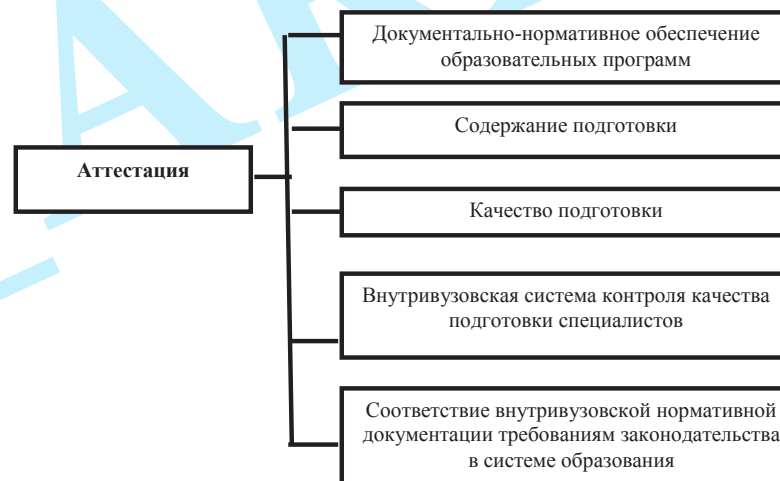 Документально-нормативное обеспечение
образовательных программ
Содержание подготовки
Аттестация
Качество подготовки
Внутривузовская система контроля качества
подготовки специалистов
Соответствие внутривузовской нормативной
документации требованиям законодательства
в системе образования